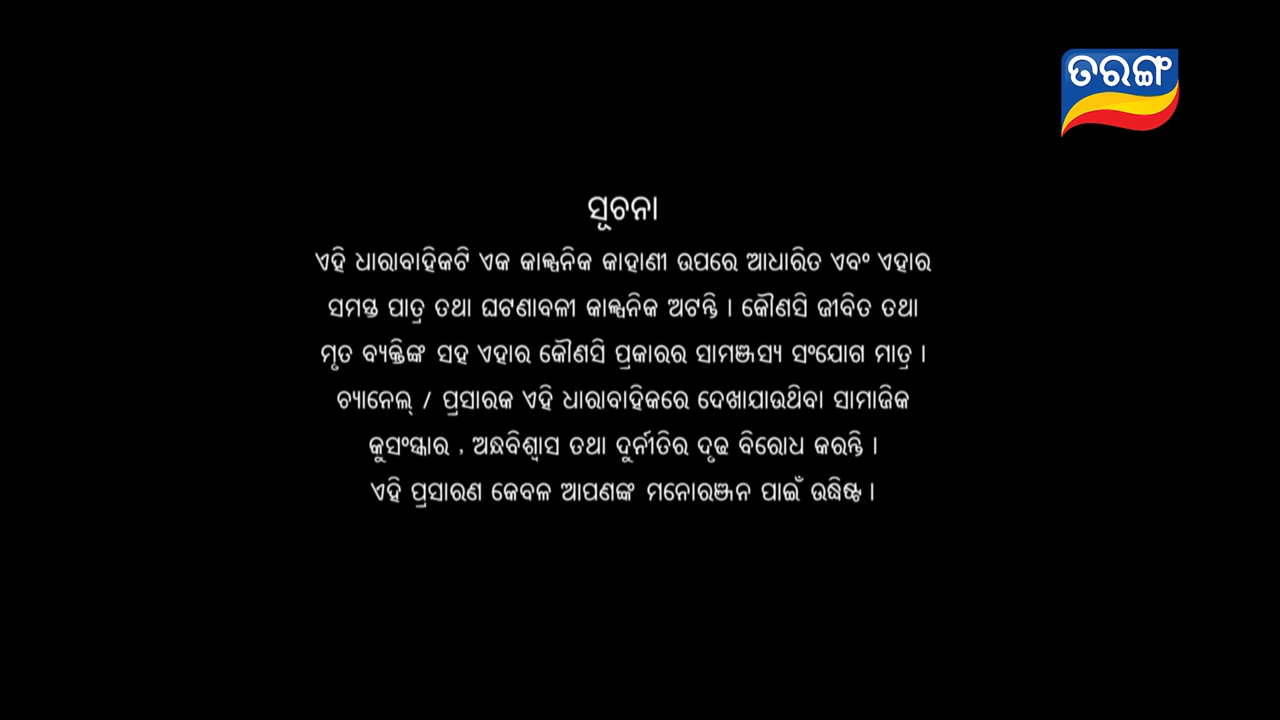 ତରଙ୍ଗ
ସୂଚନା
ଏହି ଧାରାବାହିକଟି ଏକ କାଳ୍ପନିକ କାହାଣୀ ଉପରେ ଆଧାରିତ ଏବଂ ଏହାର
ସମସ୍ତ ପାତ୍ର ତଥା ଘଟଣାବଳୀ କାଳ୍ପନିକ ଅଟନ୍ତି । କୌଣସି ଜୀବିତ ତଥା
ମୃତ ବ୍ୟକ୍ତିଙ୍କ ସହ ଏହାର କୌଣସି ପ୍ରକାରର ସାମଞ୍ଜସ୍ୟ ସଂଯୋଗ ମାତ୍ର ।
ଚ୍ୟାନେଲ୍ / ପ୍ରସାରକ ଏହି ଧାରାବାହିକରେ ଦେଖାଯାଉଥିବା ସାମାଜିକ
କୁସଂସ୍କାର , ଅନ୍ଧବିଶ୍ୱାସ ତଥା ଦୁର୍ନୀତିର ଦୃଢ ବିରୋଧ କରନ୍ତି ।
ଏହି ପ୍ରସାରଣ କେବଳ ଆପଣଙ୍କ ମନୋରଞ୍ଜନ ପାଇଁ ଉଦ୍ଧିଷ୍ଟ ।